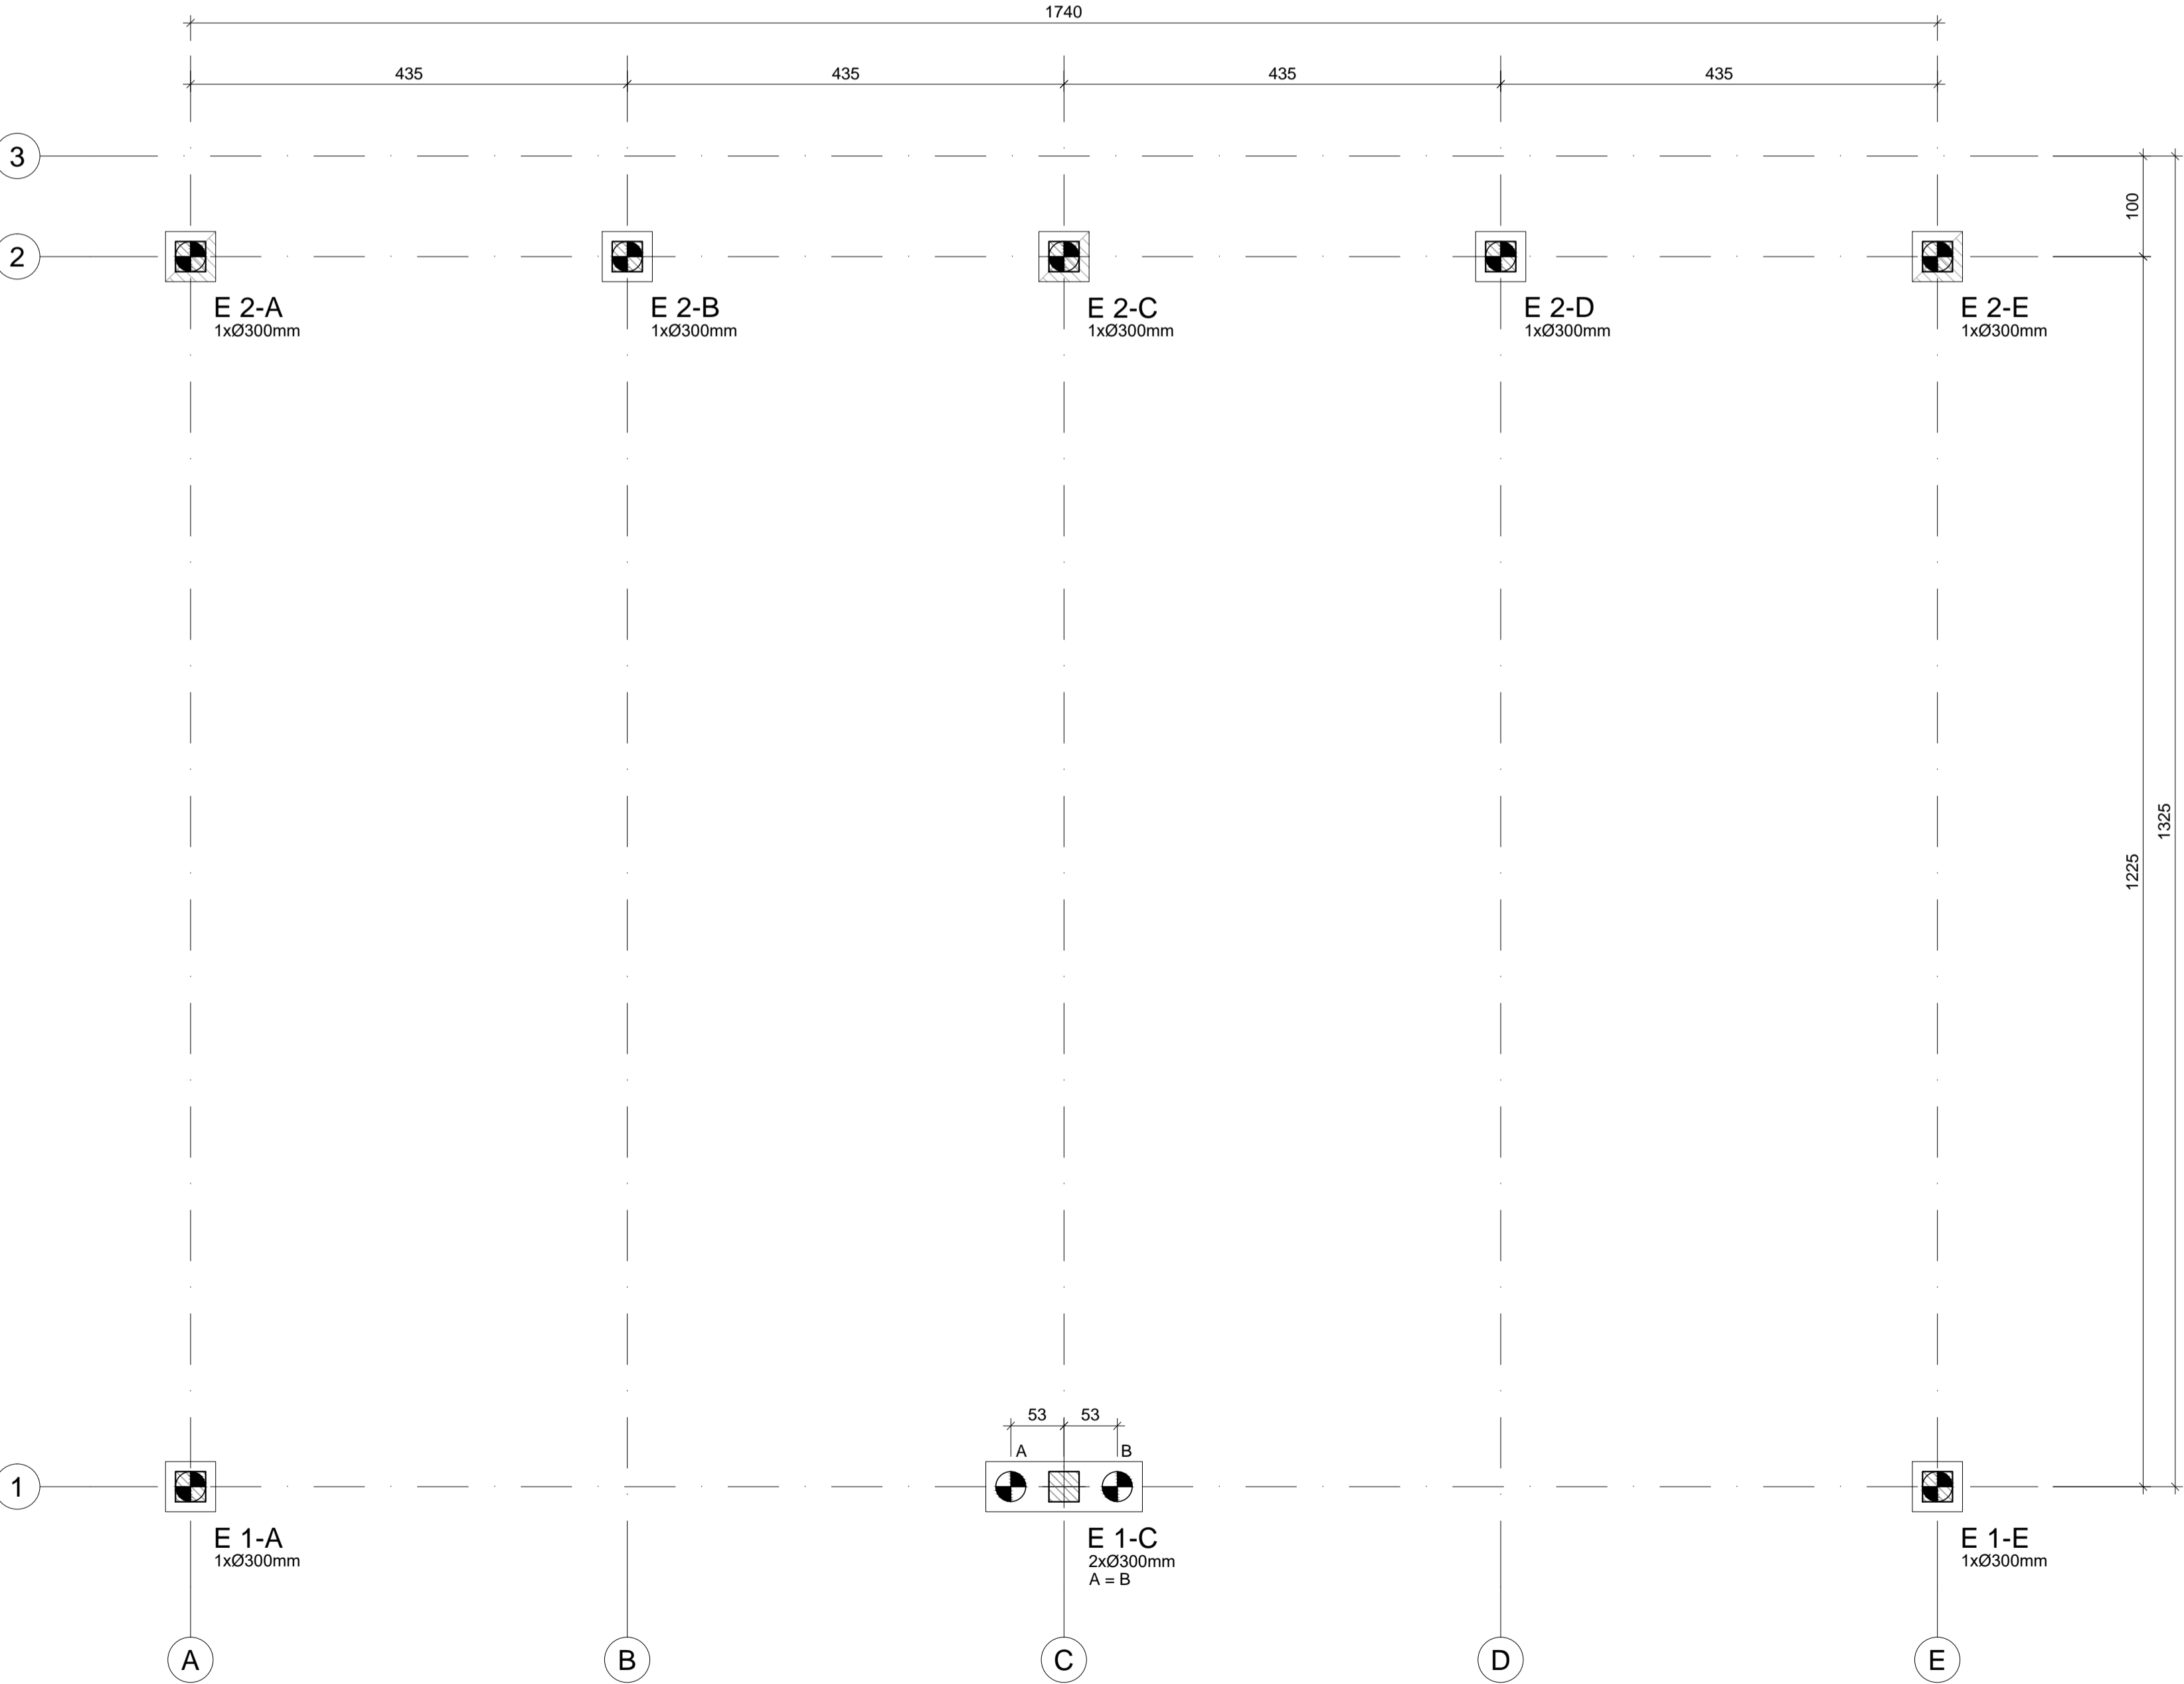 1740
435 435 435 435
3
100
2
E 2-A E 2-B E 2-C E 2-D E 2-E
1xØ300mm 1xØ300mm 1xØ300mm 1xØ300mm 1xØ300mm
1325
1225
53 53
A B
1
E 1-A E 1-C E 1-E
1xØ300mm 2xØ300mm 1xØ300mm
A = B
A B C D E